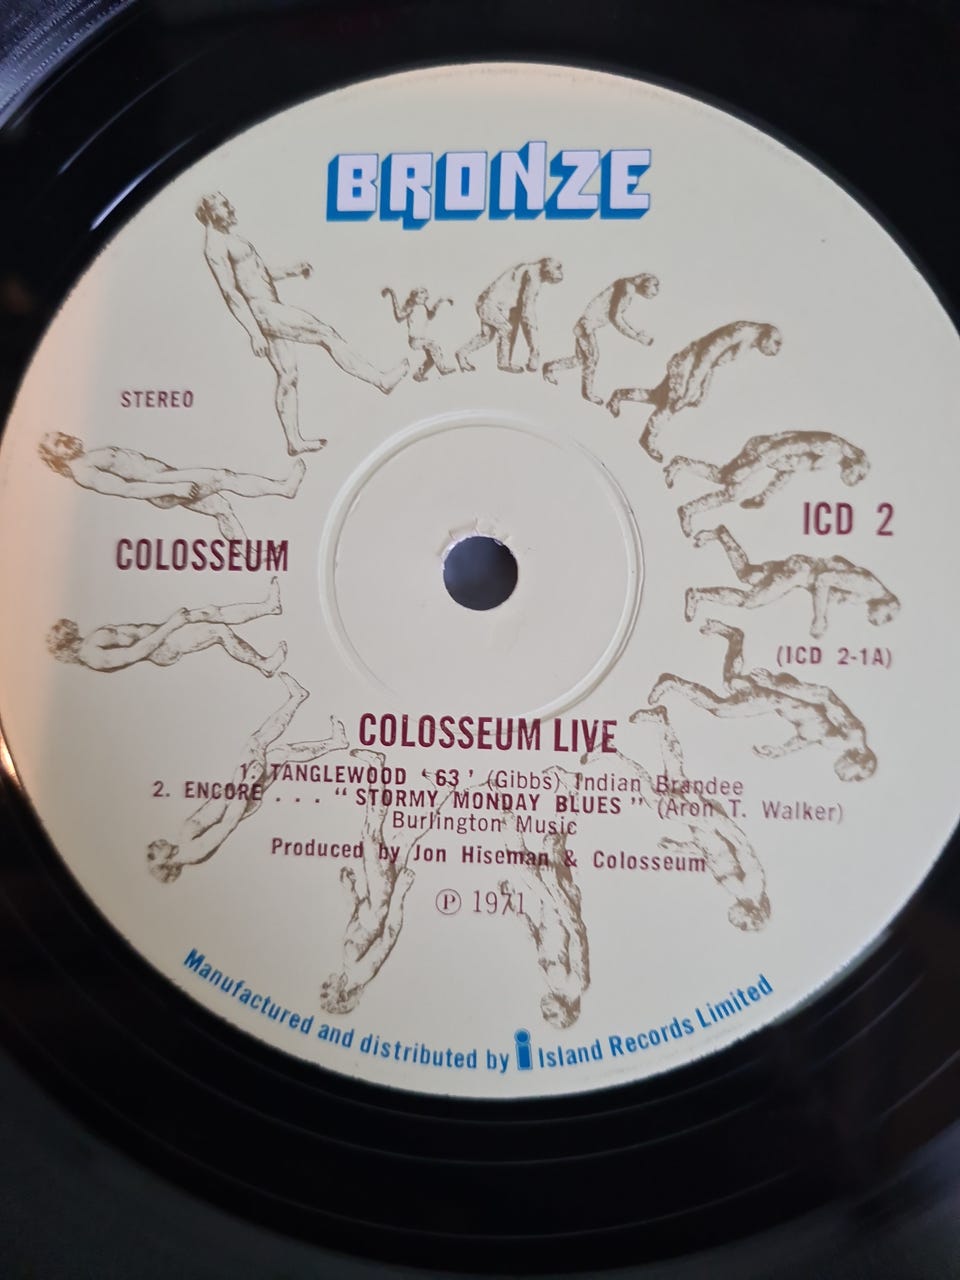 BRONZE
STEREO
ICD 2
COLOSSEUM
(ICD 2-1A)
COLOSSEUM LIVE
1. TANGLEWOOD '63' (Gibbs) Indian Brandee
2. ENCORE . . . "STORMY MONDAY BLUES" (Aron T. Walker)
Burlington Music
Produced by Jon Hiseman & Colosseum
℗ 1971
Manufactured and distributed by i Island Records Limited